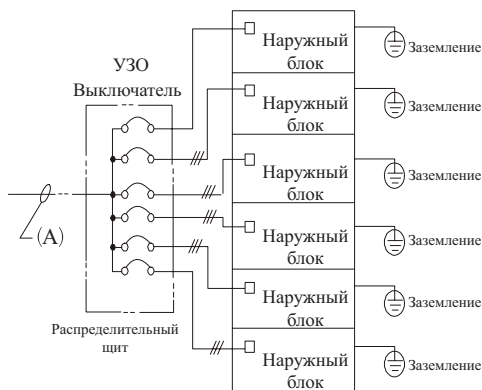 УЗО
Выключатель
(А)
Распределительный
щит
Наружный
блок
Заземление
Наружный
блок
Заземление
Наружный
блок
Заземление
Наружный
блок
Заземление
Наружный
блок
Заземление
Наружный
блок
Заземление